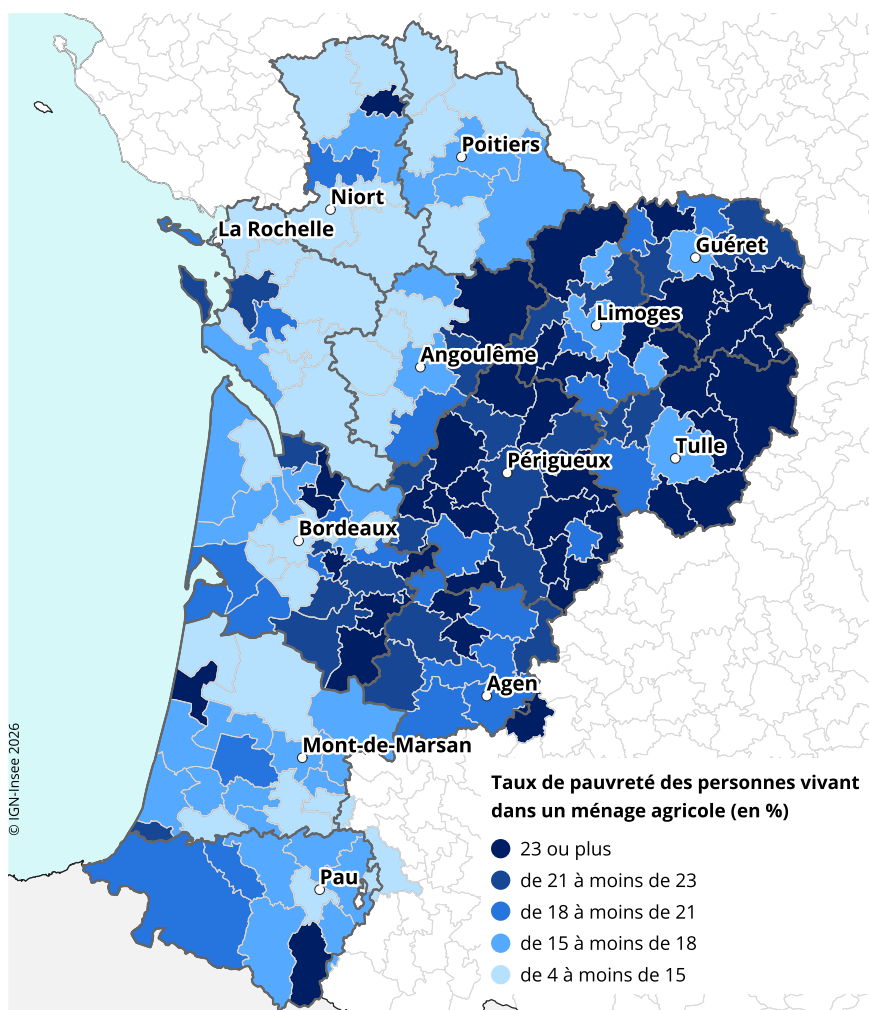 Poitiers
Niort
La Rochelle
Guéret
Limoges
Angoulême
Tulle
Périgueux
Bordeaux
Agen
Mont-de-Marsan
Pau
© IGN-Insee 2026
Taux de pauvreté des personnes vivant
dans un ménage agricole (en %)
23 ou plus
de 21 à moins de 23
de 18 à moins de 21
de 15 à moins de 18
de 4 à moins de 15